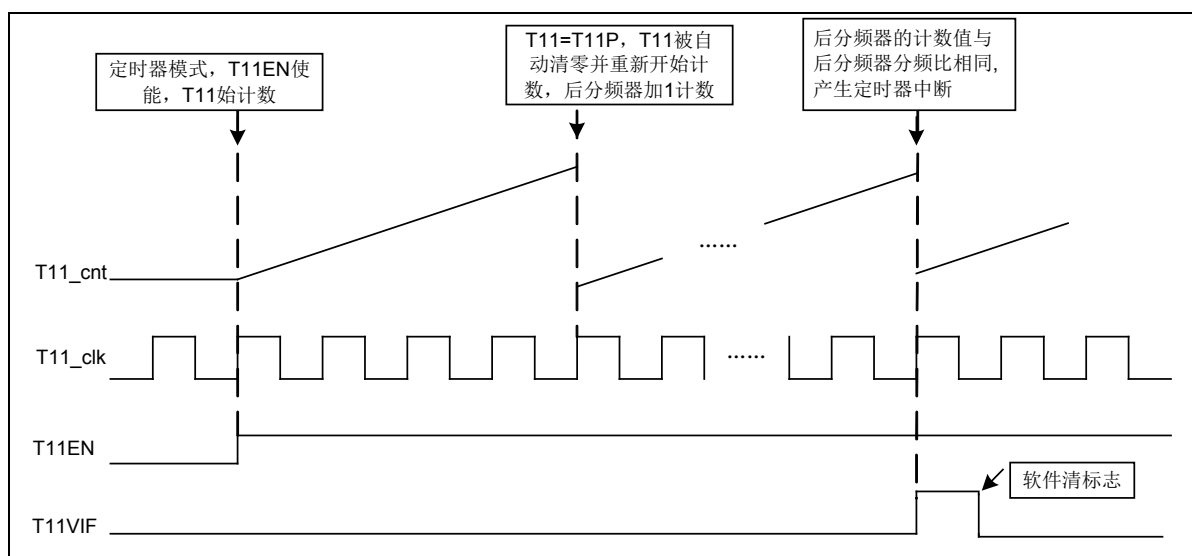 定时器模式，T11EN使
能，T11始计数
T11=T11P，T11被自
动清零并重新开始计
数，后分频器加1计数
后分频器的计数值与
后分频器分频比相同,
产生定时器中断
......
T11_cnt
T11_clk
......
T11EN
软件清标志
T11VIF